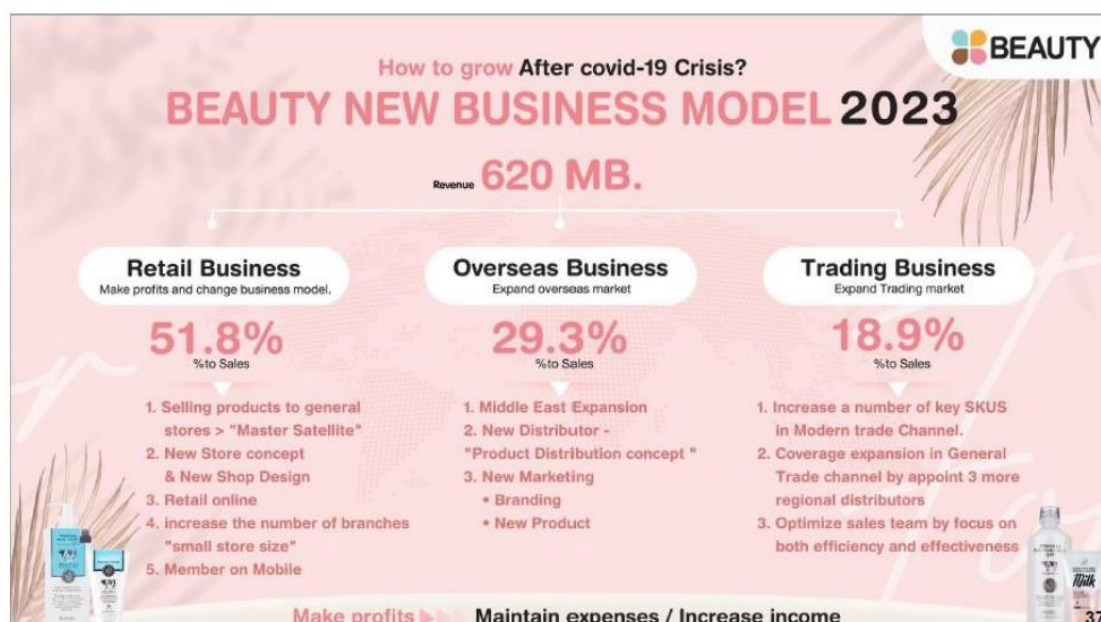 BEAUTY
How to grow After covid-19 Crisis?
BEAUTY NEW BUSINESS MODEL 2023
Revenue 620 MB.
Retail Business
Make profits and change business model.
51.8%
%to Sales
1. Selling products to general
stores > "Master Satellite"
2. New Store concept
& New Shop Design
3. Retail online
4. increase the number of branches
"small store size"
5. Member on Mobile
Overseas Business
Expand overseas market
29.3%
%to Sales
1. Middle East Expansion
2. New Distributor -
"Product Distribution concept "
3. New Marketing
• Branding
• New Product
Trading Business
Expand Trading market
18.9%
%to Sales
1. Increase a number of key SKUS
in Modern trade Channel.
2. Coverage expansion in General
Trade channel by appoint 3 more
regional distributors
3. Optimize sales team by focus on
both efficiency and effectiveness
Milk
Make profits Maintain expenses / Increase income
37